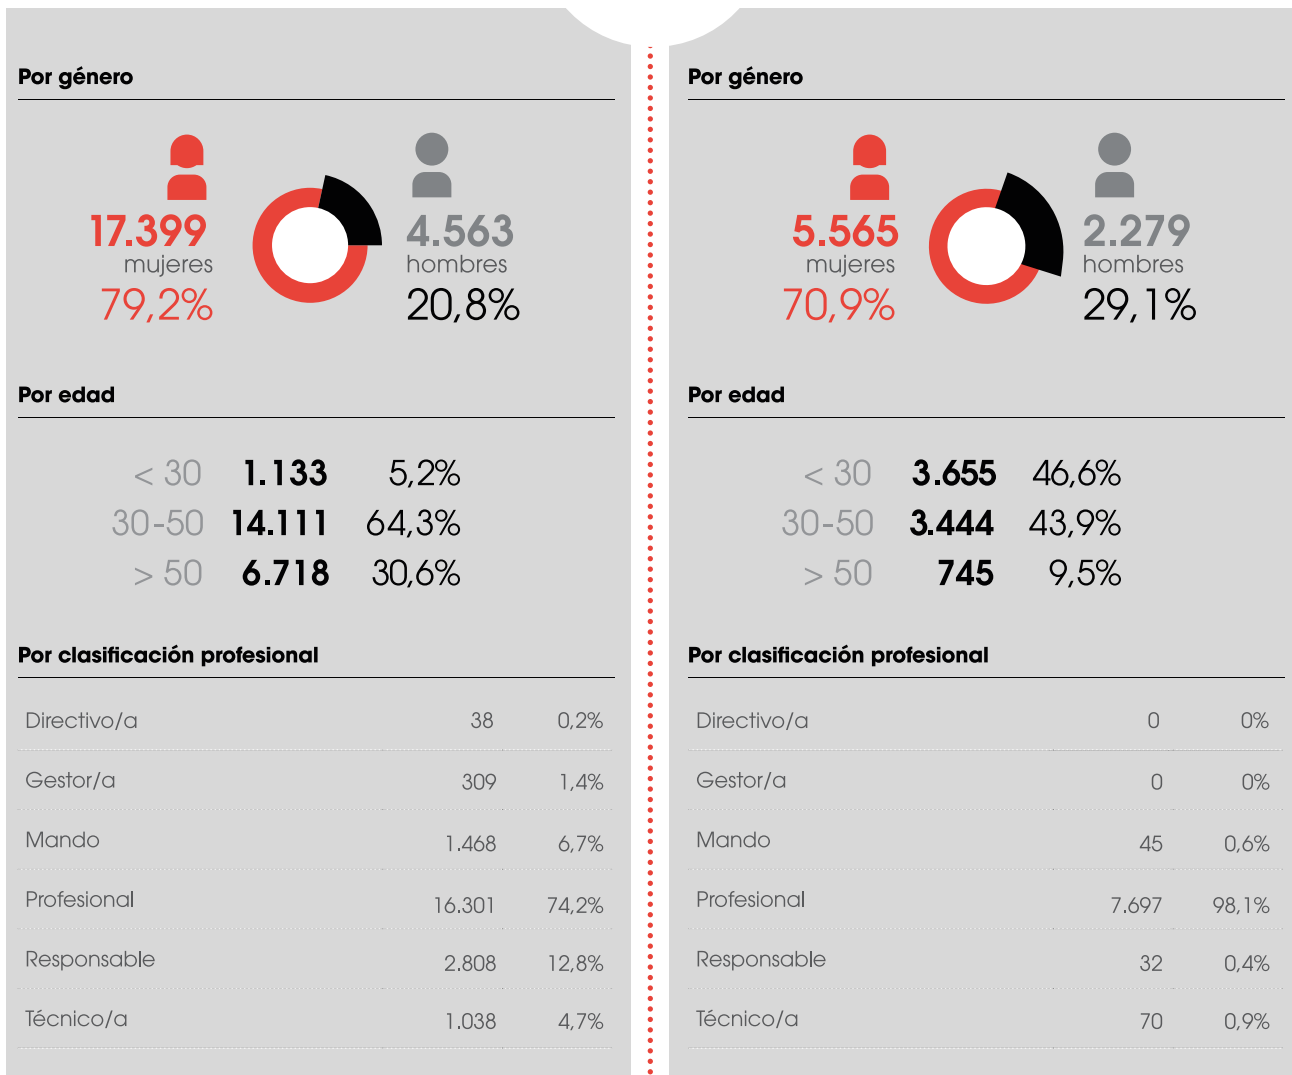 Por género
17.399
mujeres
79,2%
4.563
hombres
20,8%
Por edad
< 30 1.133 5,2%
30-50 14.111 64,3%
> 50 6.718 30,6%
Por clasificación profesional
Directivo/a 38 0,2%
Gestor/a 309 1,4%
Mando 1.468 6,7%
Profesional 16.301 74,2%
Responsable 2.808 12,8%
Técnico/a 1.038 4,7%
Por género
5.565
mujeres
70,9%
2.279
hombres
29,1%
Por edad
< 30 3.655 46,6%
30-50 3.444 43,9%
> 50 745 9,5%
Por clasificación profesional
Directivo/a 0 0%
Gestor/a 0 0%
Mando 45 0,6%
Profesional 7.697 98,1%
Responsable 32 0,4%
Técnico/a 70 0,9%